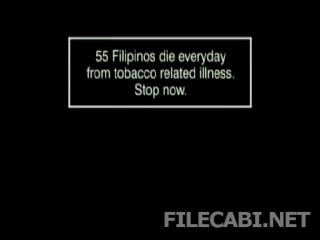 55 Filipinos die everyday
from tobacco related illness.
Stop now.
FILECABI.NET